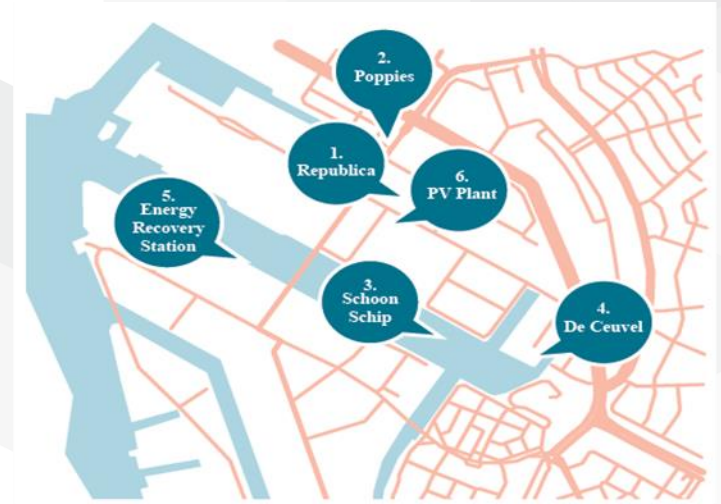 2.
Poppies
1.
Republica
6.
PV Plant
5.
Energy
Recovery
Station
3.
Schoon
Schip
4.
De Ceuvel